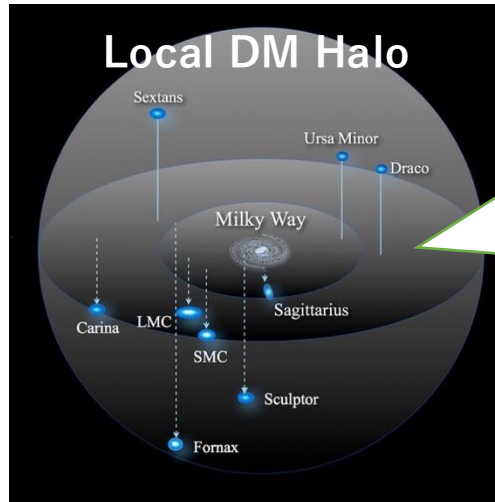 Local DM Halo
Sextans
Ursa Minor
Draco
Milky Way
Sagittarius
Carina
LMC
SMC
Sculptor
Fornax